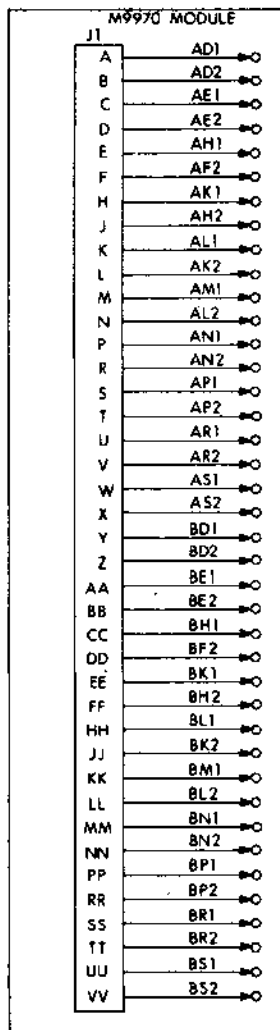 M9970 MODULE
J1
A AD1
B AD2
C AE1
D AE2
E AH1
F AF2
H AK1
J AH2
K AL1
L AK2
M AM1
N AL2
P AN1
R AN2
S AP1
T AP2
U AR1
V AR2
W AS1
X AS2
Y BD1
Z BD2
AA BE1
BB BE2
CC BH1
DD BF2
EE BK1
FF BH2
HH BL1
JJ BK2
KK BM1
LL BL2
MM BN1
NN BN2
PP BP1
RR BP2
SS BR1
TT BR2
UU BS1
VV BS2